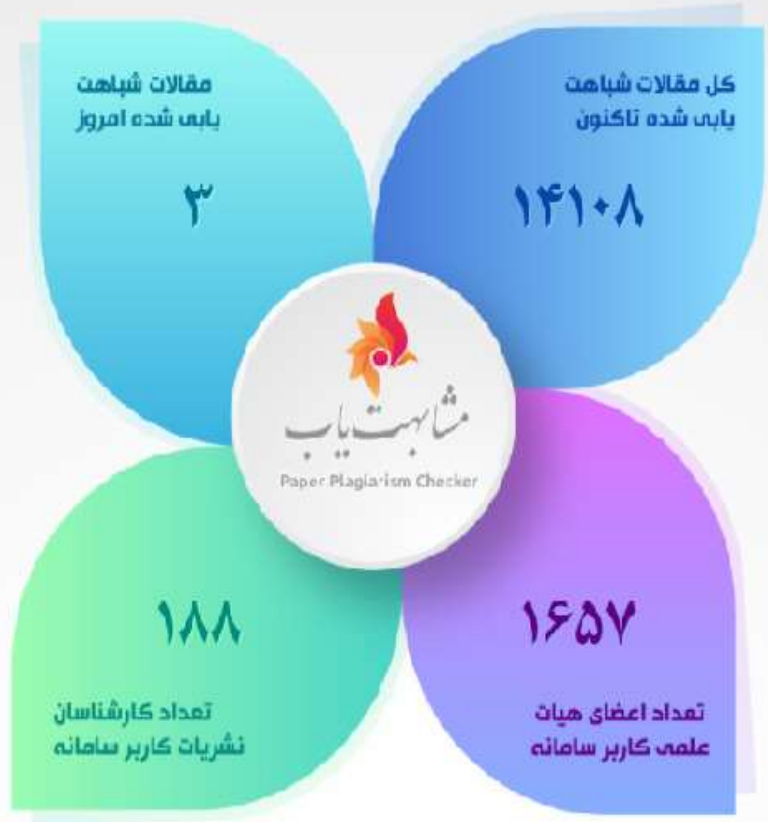 کل مقالات شباهت
یابی شده تاکنون
۱۴۱۰۸
مقالات شباهت
یابی شده امروز
۳
مشابهت یاب
Paper Plagiarism Checker
۱۶۵۷
تعداد اعضای هیات
علمی کاربر سامانه
۱۸۸
تعداد کارشناسان
نشریات کاربر سامانه